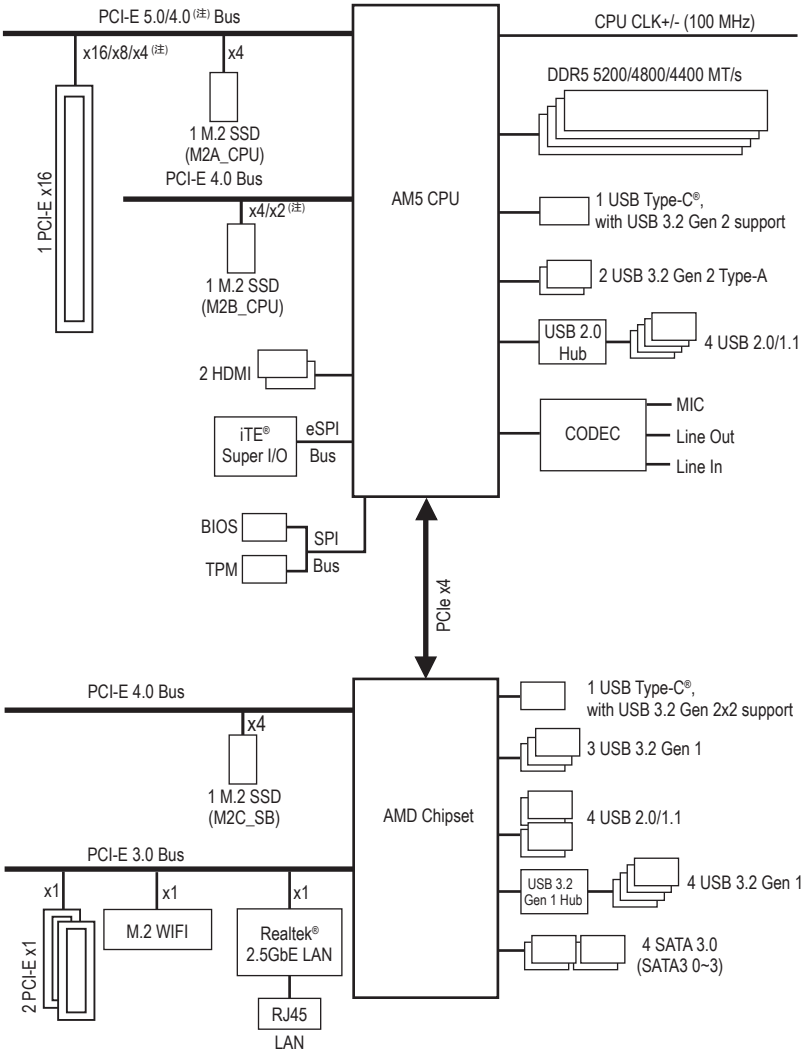 PCI-E 5.0/4.0 (注) Bus
x16/x8/x4 (注)
x4
1 PCI-E x16
1 M.2 SSD
(M2A_CPU)
PCI-E 4.0 Bus
x4/x2 (注)
1 M.2 SSD
(M2B_CPU)
2 HDMI
iTE®
Super I/O
eSPI
Bus
BIOS
TPM
SPI
Bus
AM5 CPU
CPU CLK+/- (100 MHz)
DDR5 5200/4800/4400 MT/s
1 USB Type-C®,
with USB 3.2 Gen 2 support
2 USB 3.2 Gen 2 Type-A
USB 2.0
Hub
4 USB 2.0/1.1
CODEC
MIC
Line Out
Line In
PCIe x4
PCI-E 4.0 Bus
x4
1 M.2 SSD
(M2C_SB)
PCI-E 3.0 Bus
x1
x1
x1
2 PCI-E x1
M.2 WIFI
Realtek®
2.5GbE LAN
RJ45
LAN
AMD Chipset
1 USB Type-C®,
with USB 3.2 Gen 2x2 support
3 USB 3.2 Gen 1
4 USB 2.0/1.1
USB 3.2
Gen 1 Hub
4 USB 3.2 Gen 1
4 SATA 3.0
(SATA3 0~3)